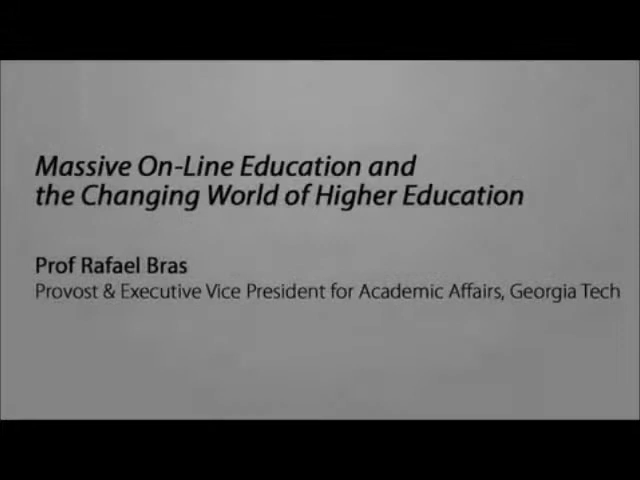 Massive On-Line Education and
the Changing World of Higher Education
Prof Rafael Bras
Provost & Executive Vice President for Academic Affairs, Georgia Tech